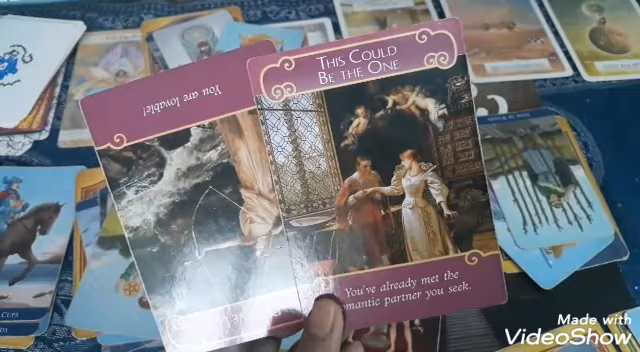 You are lovable!
THIS COULD
BE THE ONE
You've already met the
romantic partner you seek.
CUPS
Made with
VideoShow